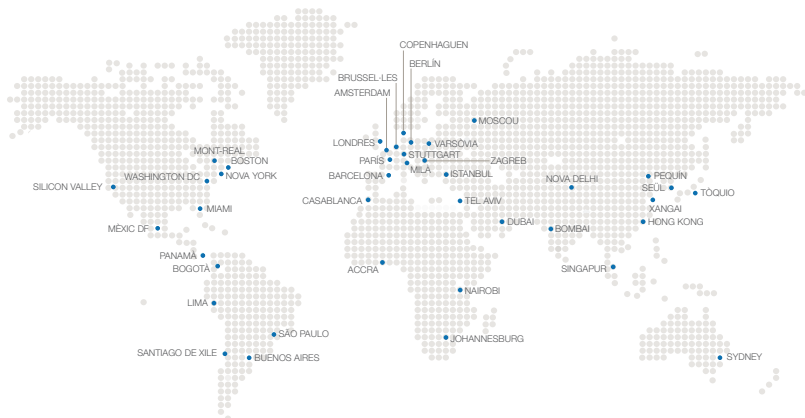 COPENHAGUEN
BERLÍN
BRUSSEL·LES
AMSTERDAM
MOSCOU
LONDRES
VARSÒVIA
MONT-REAL
STUTTGART
BOSTON
PARÍS
ZAGREB
MILÀ
WASHINGTON DC
NOVA YORK
BARCELONA
ISTANBUL
NOVA DELHI
PEQUÍN
SILICON VALLEY
SEÜL
TÒQUIO
CASABLANCA
TEL AVIV
MIAMI
XANGAI
DUBAI
HONG KONG
MÈXIC DF
BOMBAI
PANAMÀ
BOGOTÀ
ACCRA
SINGAPUR
NAIROBI
LIMA
SÃO PAULO
JOHANNESBURG
SANTIAGO DE XILE
BUENOS AIRES
SYDNEY